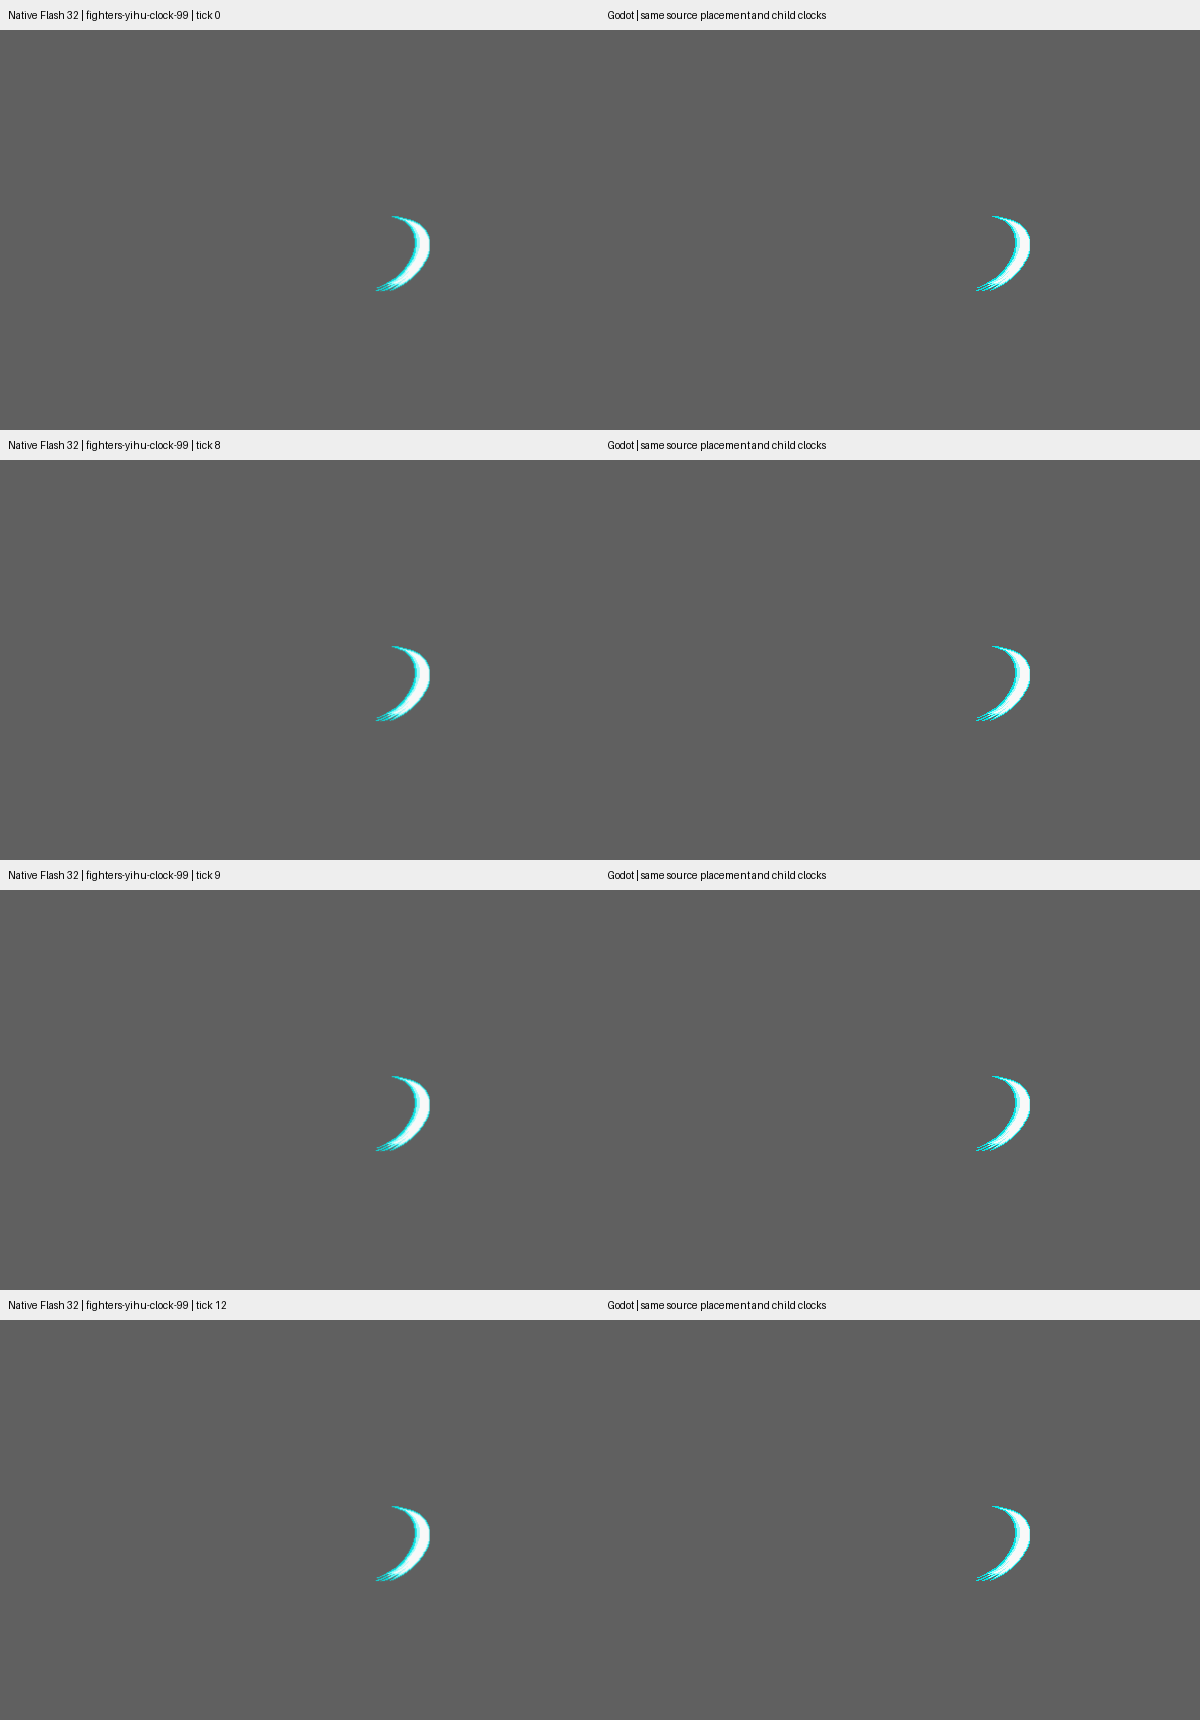 Native Flash 32 | fighters-yihu-clock-99 | tick 0
Godot | same source placement and child clocks
Native Flash 32 | fighters-yihu-clock-99 | tick 8
Godot | same source placement and child clocks
Native Flash 32 | fighters-yihu-clock-99 | tick 9
Godot | same source placement and child clocks
Native Flash 32 | fighters-yihu-clock-99 | tick 12
Godot | same source placement and child clocks